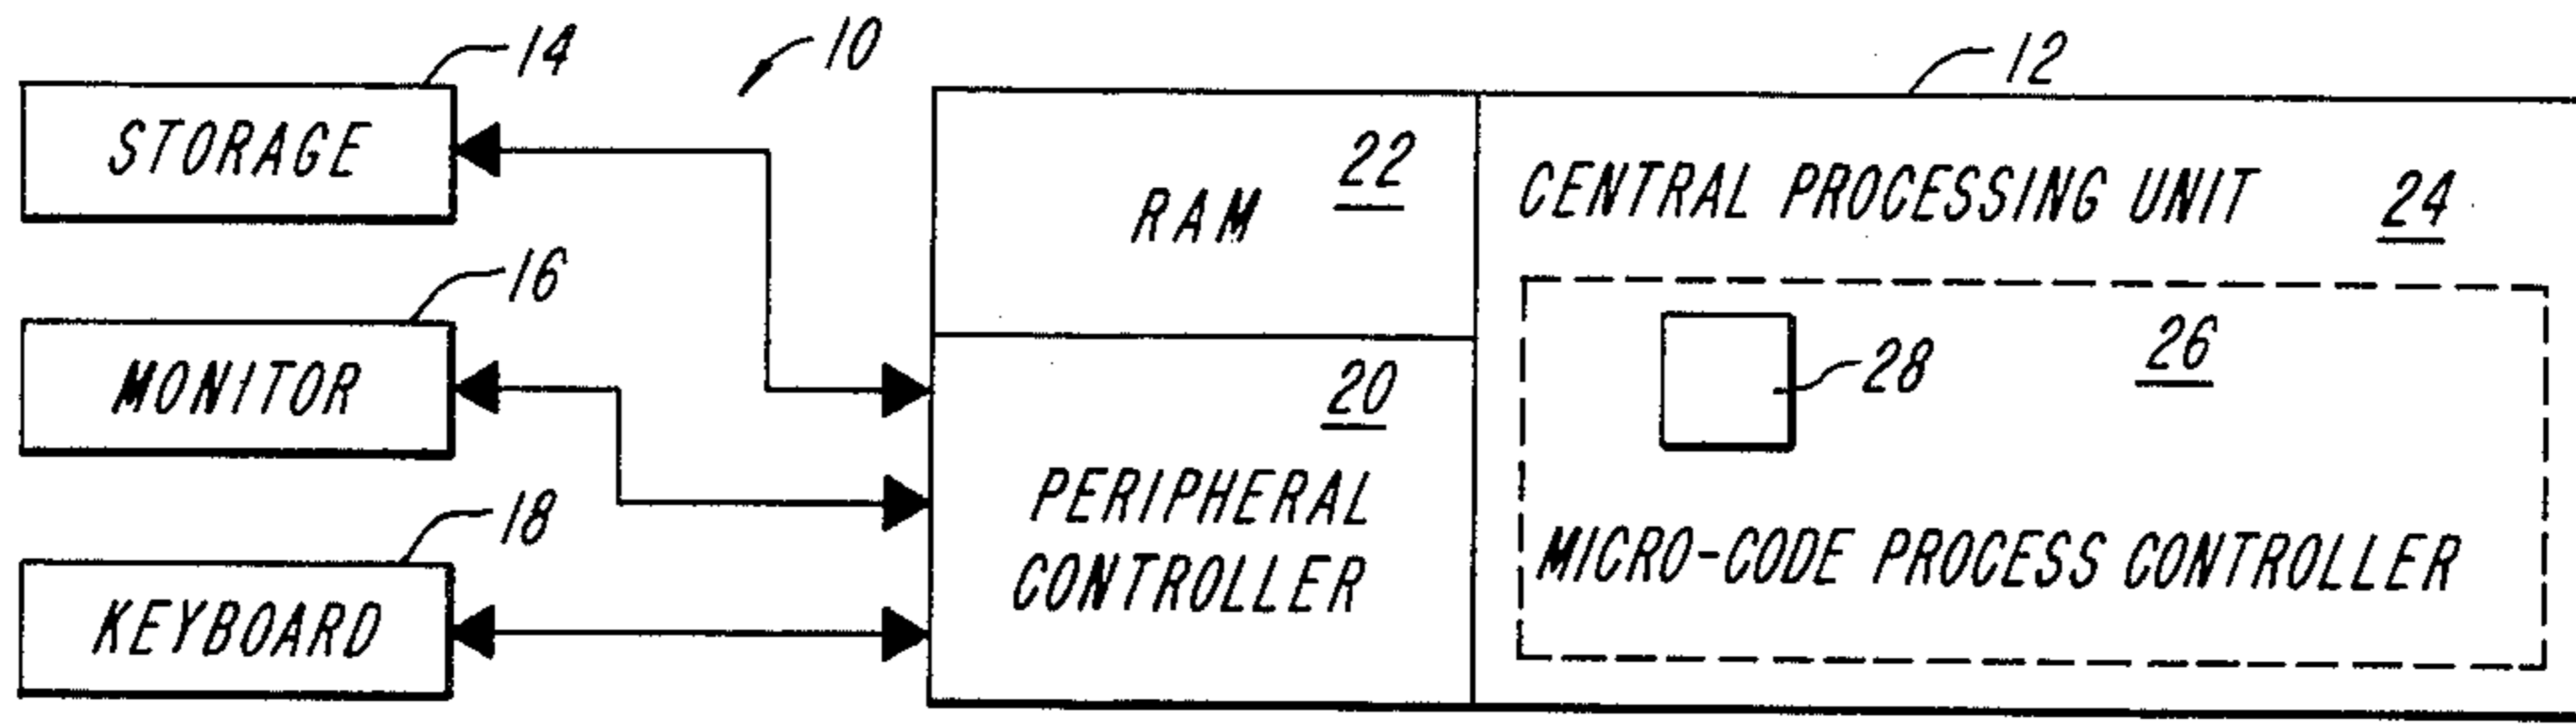 14
STORAGE
16
MONITOR
18
KEYBOARD
10
12
22
RAM
20
PERIPHERAL
CONTROLLER
CENTRAL PROCESSING UNIT 24
28
26
MICRO-CODE PROCESS CONTROLLER